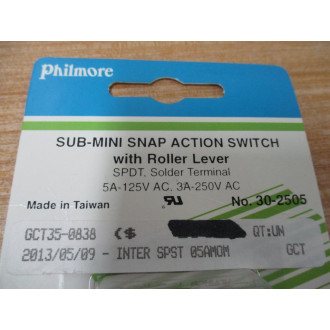 Philmore
SUB-MINI SNAP ACTION SWITCH
with Roller Lever
SPDT, Solder Terminal
5A-125V AC, 3A-250V AC
Made in Taiwan
No. 30-2505
GCT35-0838 C$ QT:UN
2013/05/09 - INTER SPST 05AMOM GCT